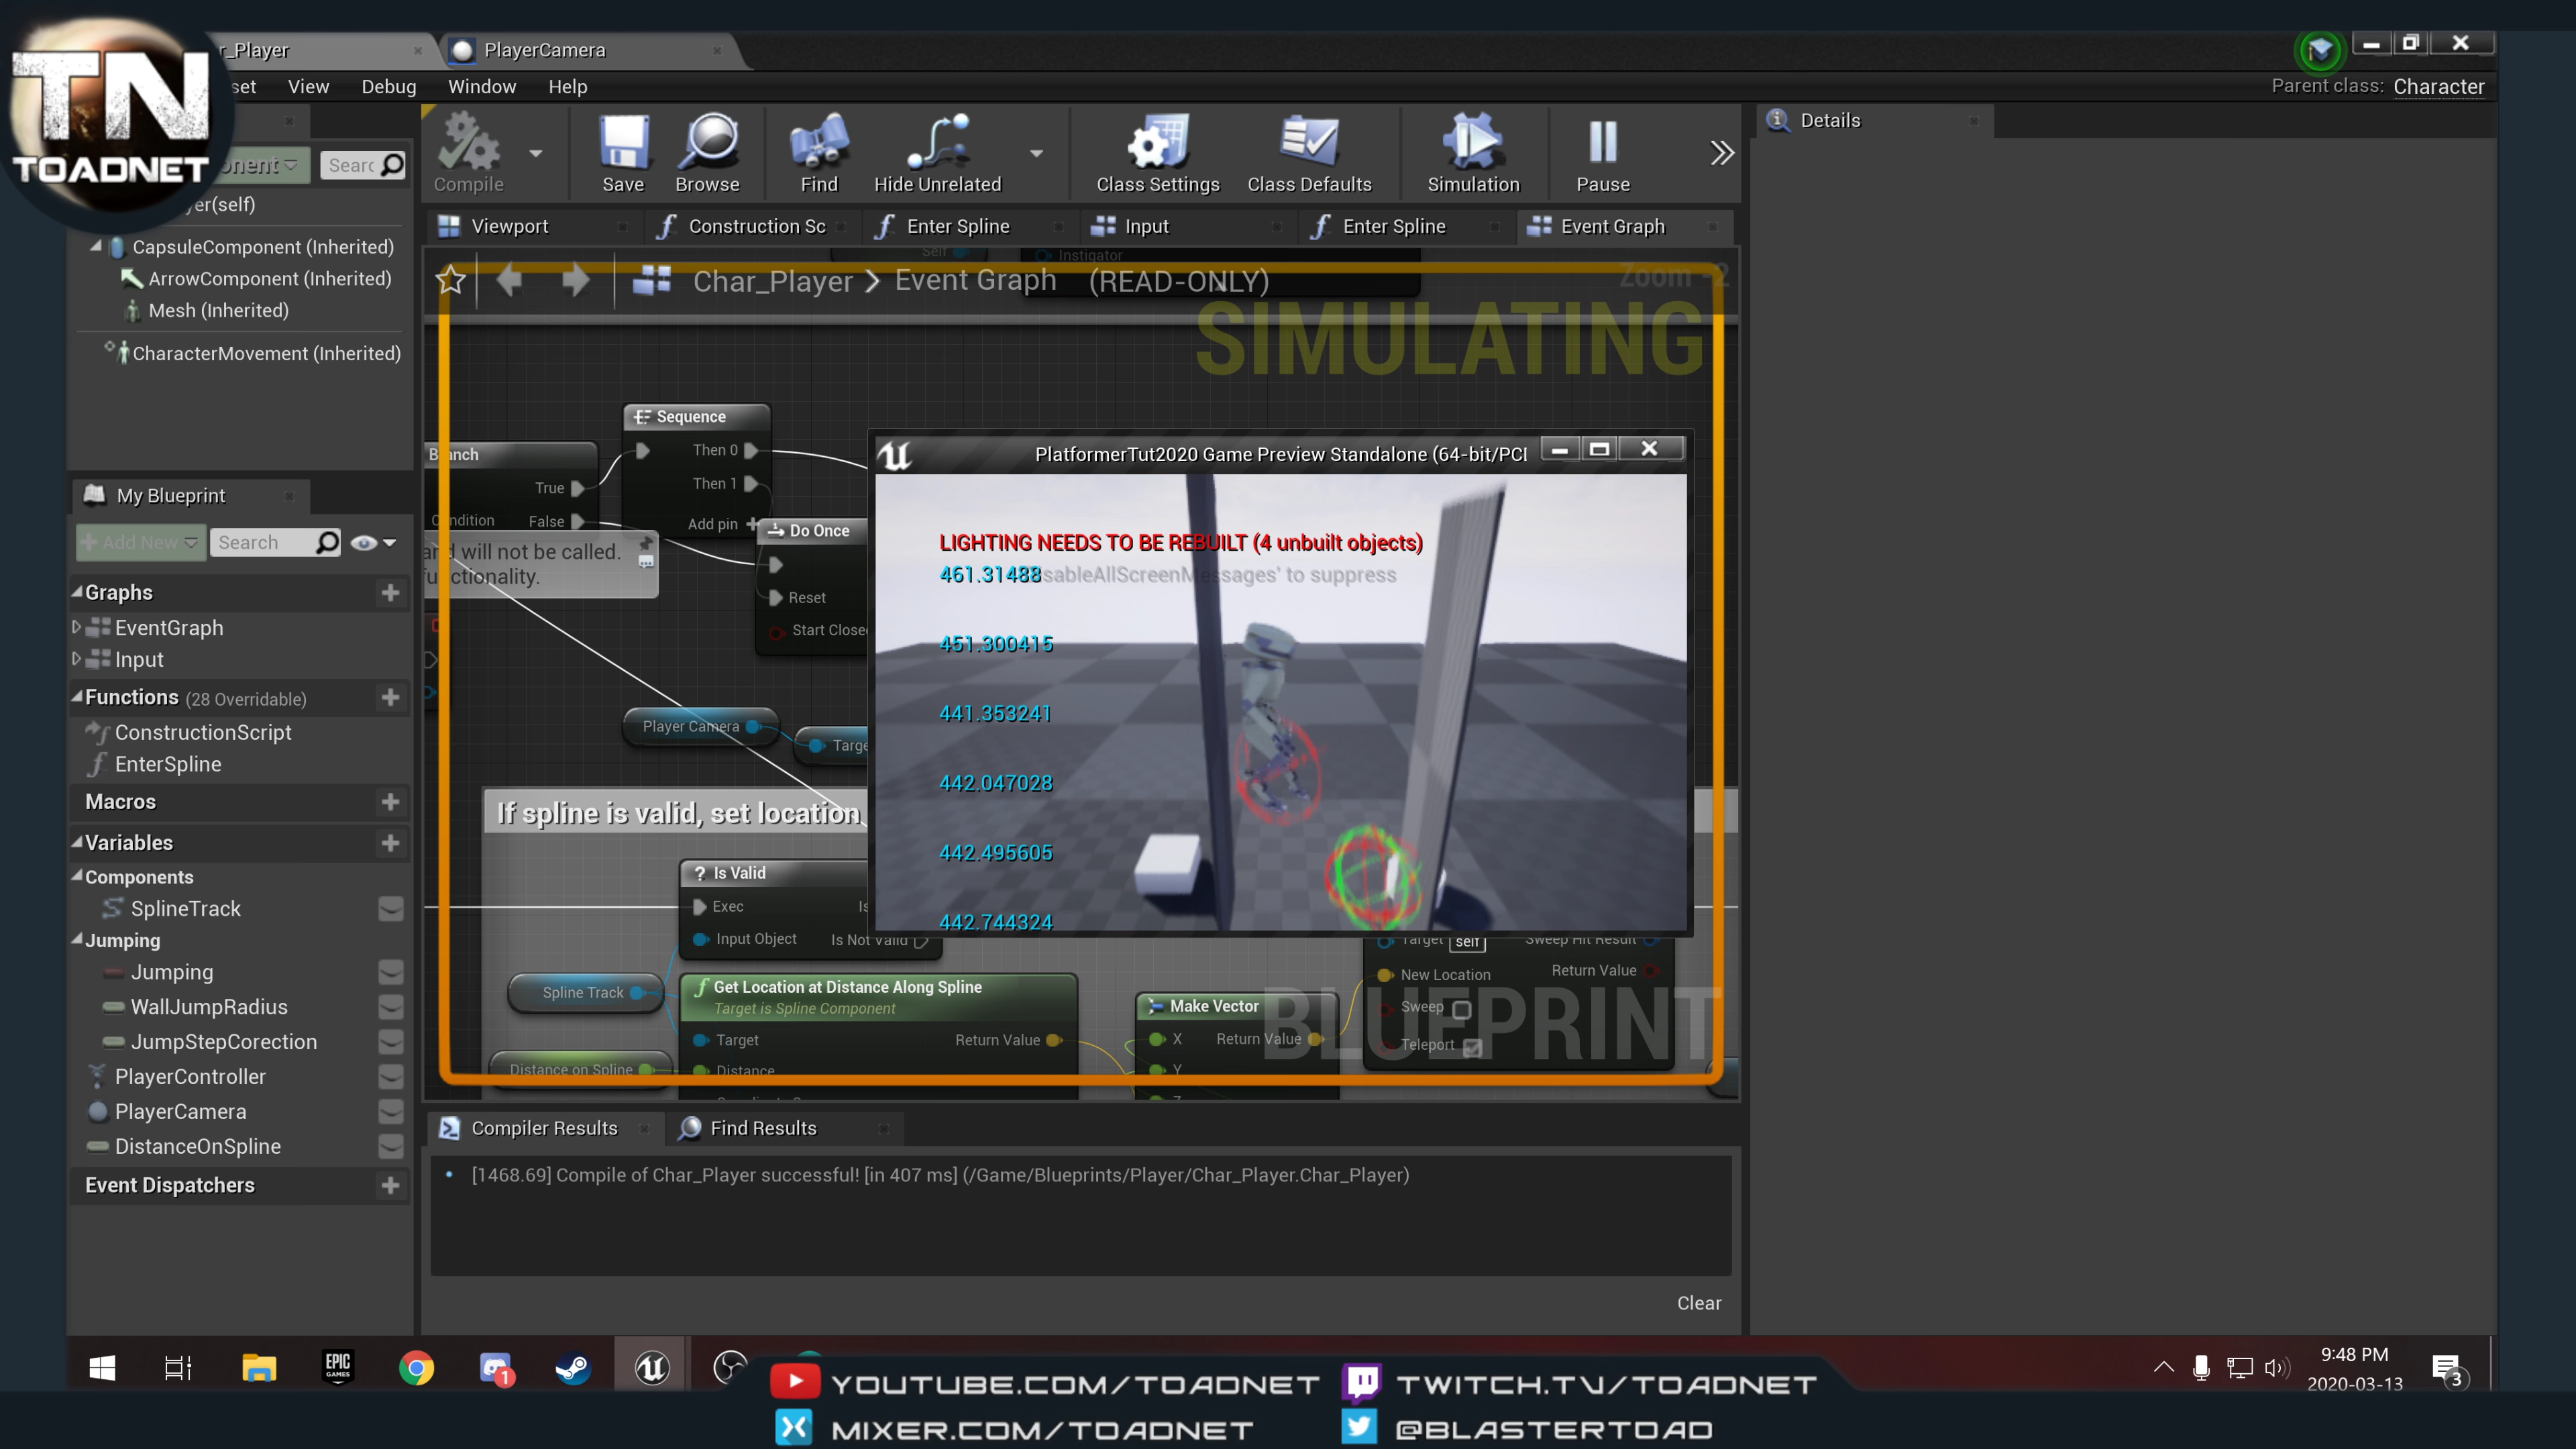 TN
TOADNET
r_Player
PlayerCamera
set View Debug Window Help
Parent class: Character
onent
Searc
yer(self)
CapsuleComponent (Inherited)
ArrowComponent (Inherited)
Mesh (Inherited)
CharacterMovement (Inherited)
Compile
Save
Browse
Find
Hide Unrelated
Class Settings
Class Defaults
Simulation
Pause
Details
Viewport
Construction Sc
Enter Spline
Input
Enter Spline
Event Graph
Self
Instigator
Char_Player > Event Graph (READ-ONLY)
Zoom -2
SIMULATING
Branch
True
Condition False
Sequence
Then 0
Then 1
Add pin
and will not be called.
functionality.
Do Once
Reset
Start Closed
Player Camera
Targe
If spline is valid, set location
Is Valid
Exec Is
Input Object Is Not Valid
Spline Track
Get Location at Distance Along Spline
Target is Spline Component
Target Return Value
Distance on Spline
Distance
Make Vector
X Return Value
Y
Z
Target self Sweep Hit Result
New Location Return Value
Sweep
Teleport
BLUEPRINT
PlatformerTut2020 Game Preview Standalone (64-bit/PCI
LIGHTING NEEDS TO BE REBUILT (4 unbuilt objects)
461.31488sableAllScreenMessages' to suppress
451.300415
441.353241
442.047028
442.495605
442.744324
My Blueprint
Add New
Search
Graphs
EventGraph
Input
Functions (28 Overridable)
ConstructionScript
EnterSpline
Macros
Variables
Components
SplineTrack
Jumping
Jumping
WallJumpRadius
JumpStepCorection
PlayerController
PlayerCamera
DistanceOnSpline
Event Dispatchers
Compiler Results
Find Results
[1468.69] Compile of Char_Player successful! [in 407 ms] (/Game/Blueprints/Player/Char_Player.Char_Player)
Clear
EPIC
GAMES
1
9:48 PM
2020-03-13
3
YOUTUBE.COM/TOADNET
TWITCH.TV/TOADNET
MIXER.COM/TOADNET
@BLASTERTOAD